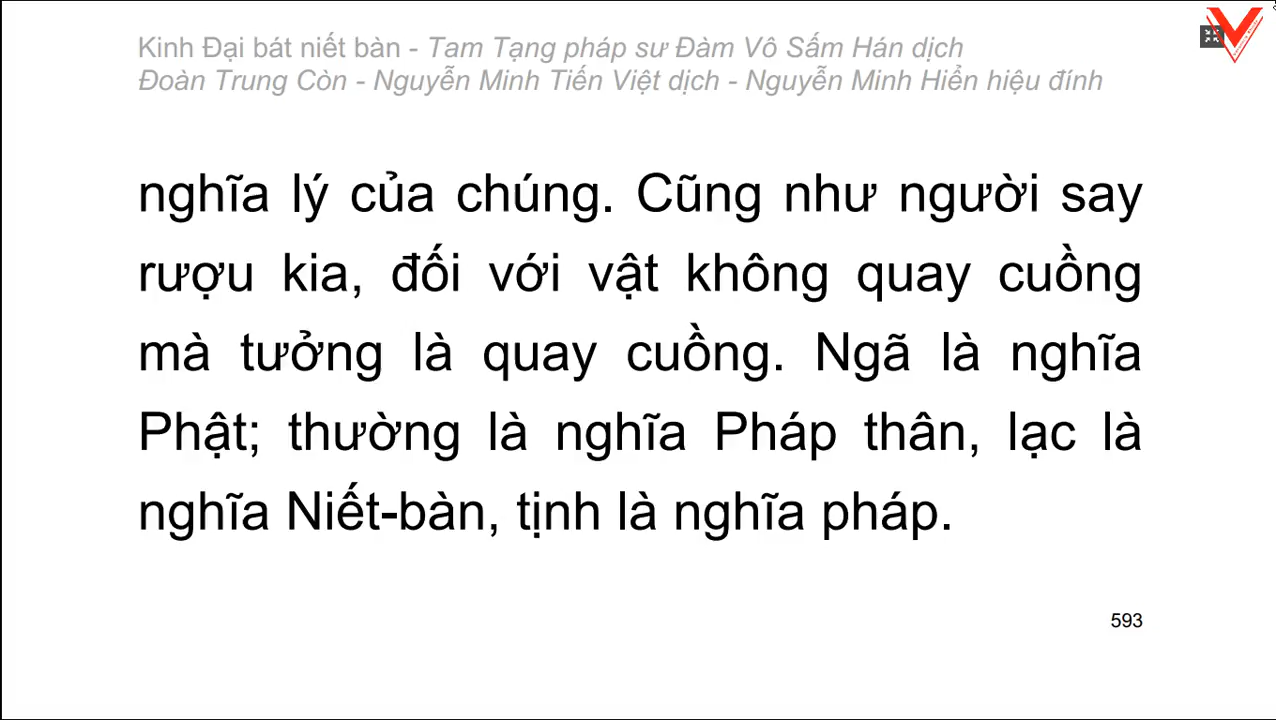 Kinh Đại bát niết bàn - Tam Tạng pháp sư Đàm Vô Sấm Hán dịch
Đoàn Trung Còn - Nguyễn Minh Tiến Việt dịch - Nguyễn Minh Hiển hiệu đính
nghĩa lý của chúng. Cũng như người say
rượu kia, đối với vật không quay cuồng
mà tưởng là quay cuồng. Ngã là nghĩa
Phật; thường là nghĩa Pháp thân, lạc là
nghĩa Niết-bàn, tịnh là nghĩa pháp.
593